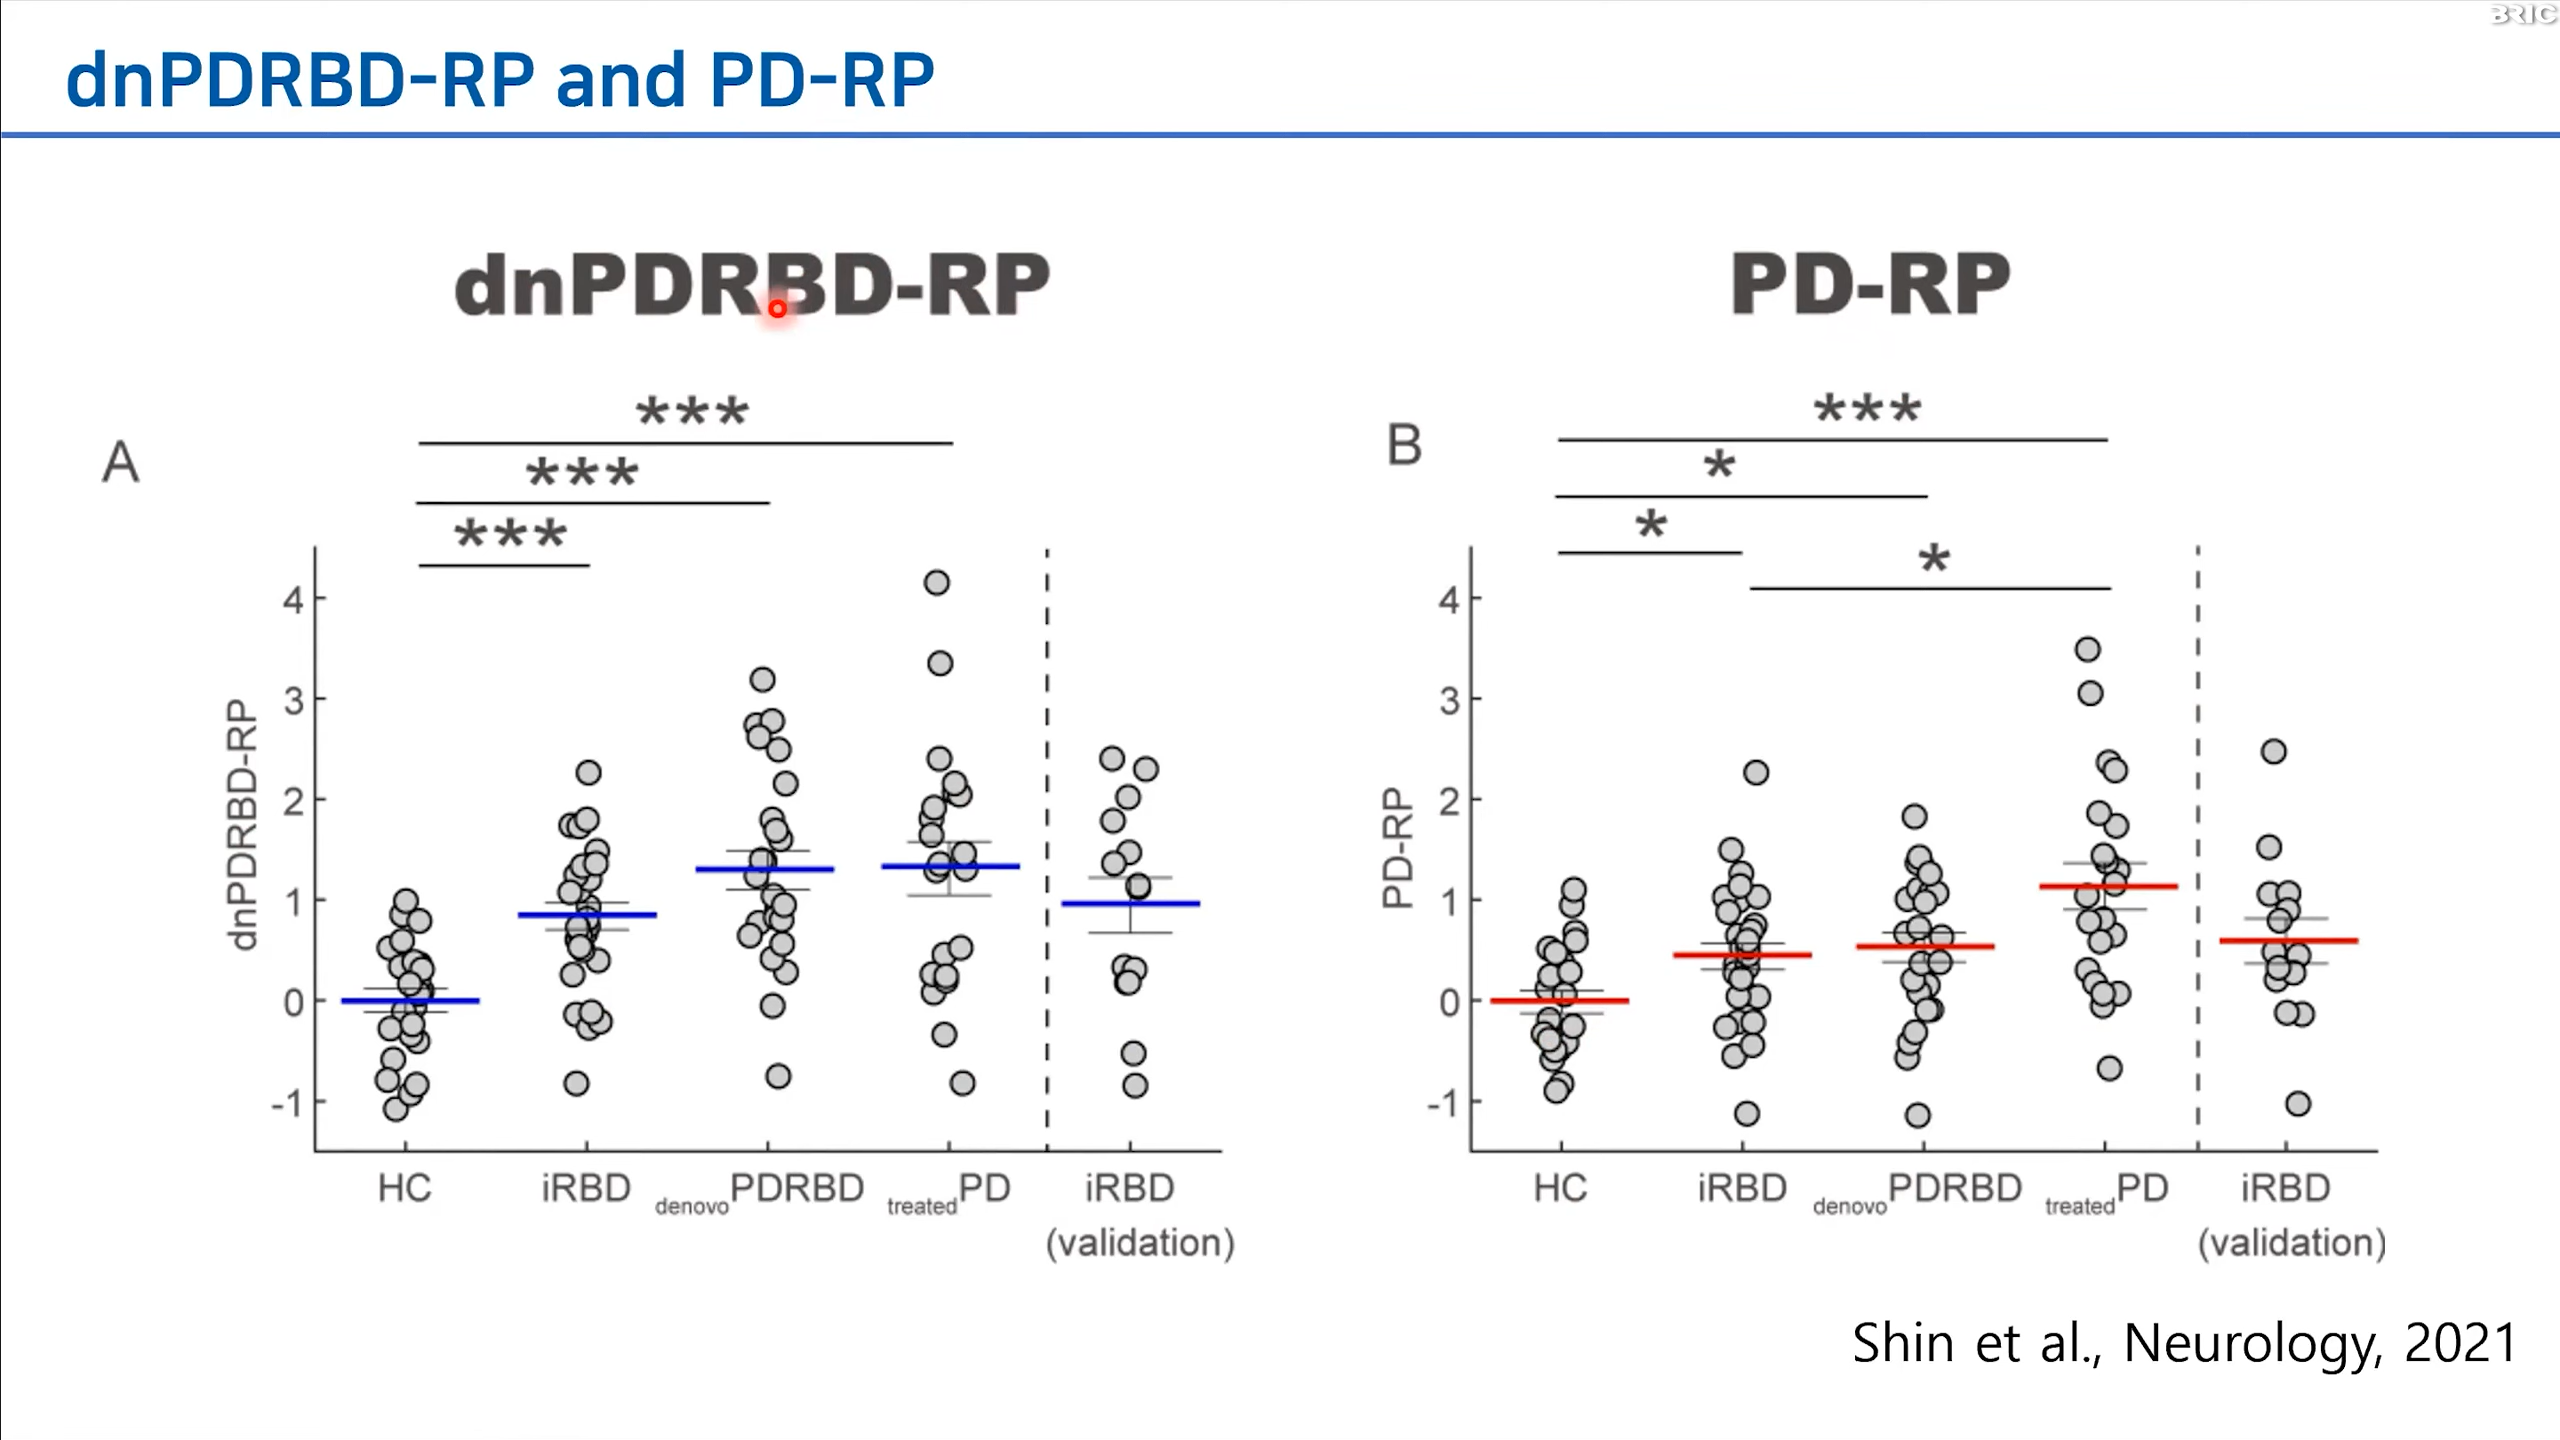 BRIC
dnPDRBD-RP and PD-RP
dnPDRBD-RP
A
***
***
***
dnPDRBD-RP
4
3
2
1
0
-1
HC
iRBD
denovoPDRBD
treatedPD
iRBD
(validation)
PD-RP
B
***
*
*
*
PD-RP
4
3
2
1
0
-1
HC
iRBD
denovoPDRBD
treatedPD
iRBD
(validation)
Shin et al., Neurology, 2021